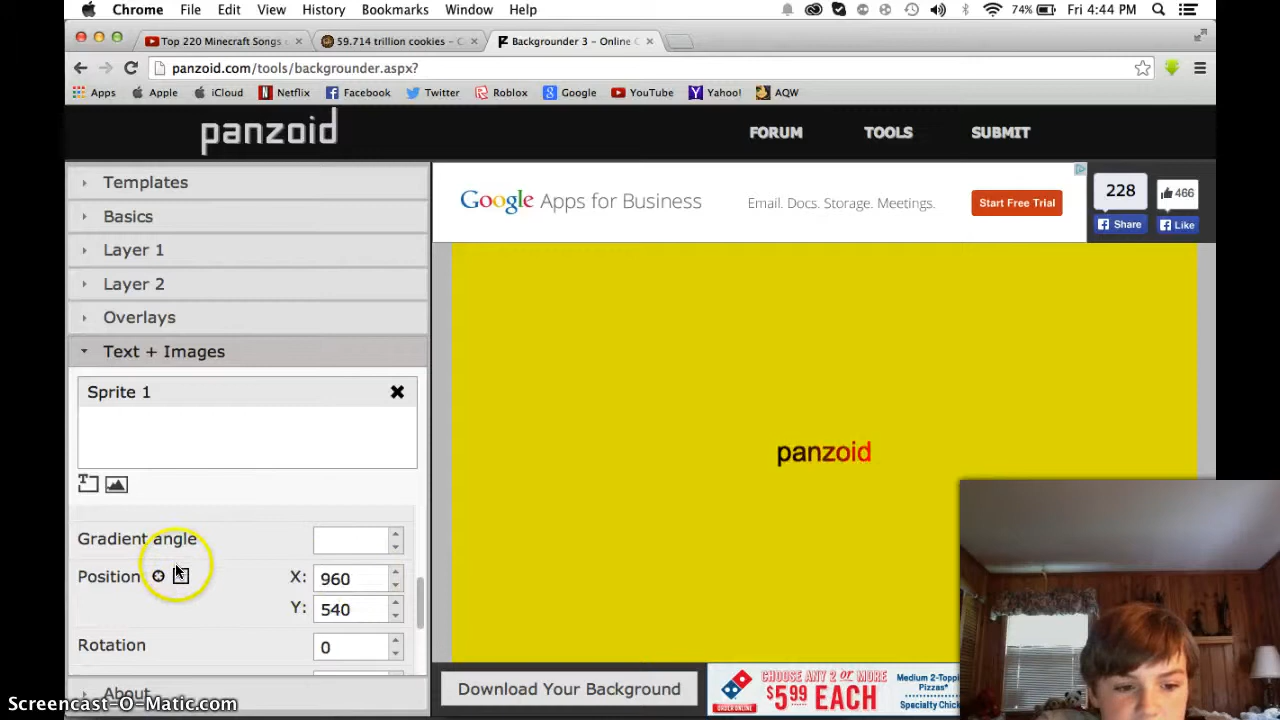 Chrome File Edit View History Bookmarks Window Help 74% Fri 4:44 PM
Top 220 Minecraft Songs 59.714 trillion cookies - C Backgrounder 3 - Online C
panzoid.com/tools/backgrounder.aspx?
Apps Apple iCloud Netflix Facebook Twitter Roblox Google YouTube Yahoo! AQW
panzoid FORUM TOOLS SUBMIT
Templates
Basics
Layer 1
Layer 2
Overlays
Text + Images
Sprite 1
Gradient angle
Position X: 960
Y: 540
Rotation 0
About
Google Apps for Business Email. Docs. Storage. Meetings. Start Free Trial
228 466
Share Like
panzoid
Download Your Background
CHOOSE ANY 2 OR MORE
$5.99 EACH
ORDER ONLINE
Medium 2-Toppi
Pizzas*
Specialty Chick
Screencast-O-Matic.com